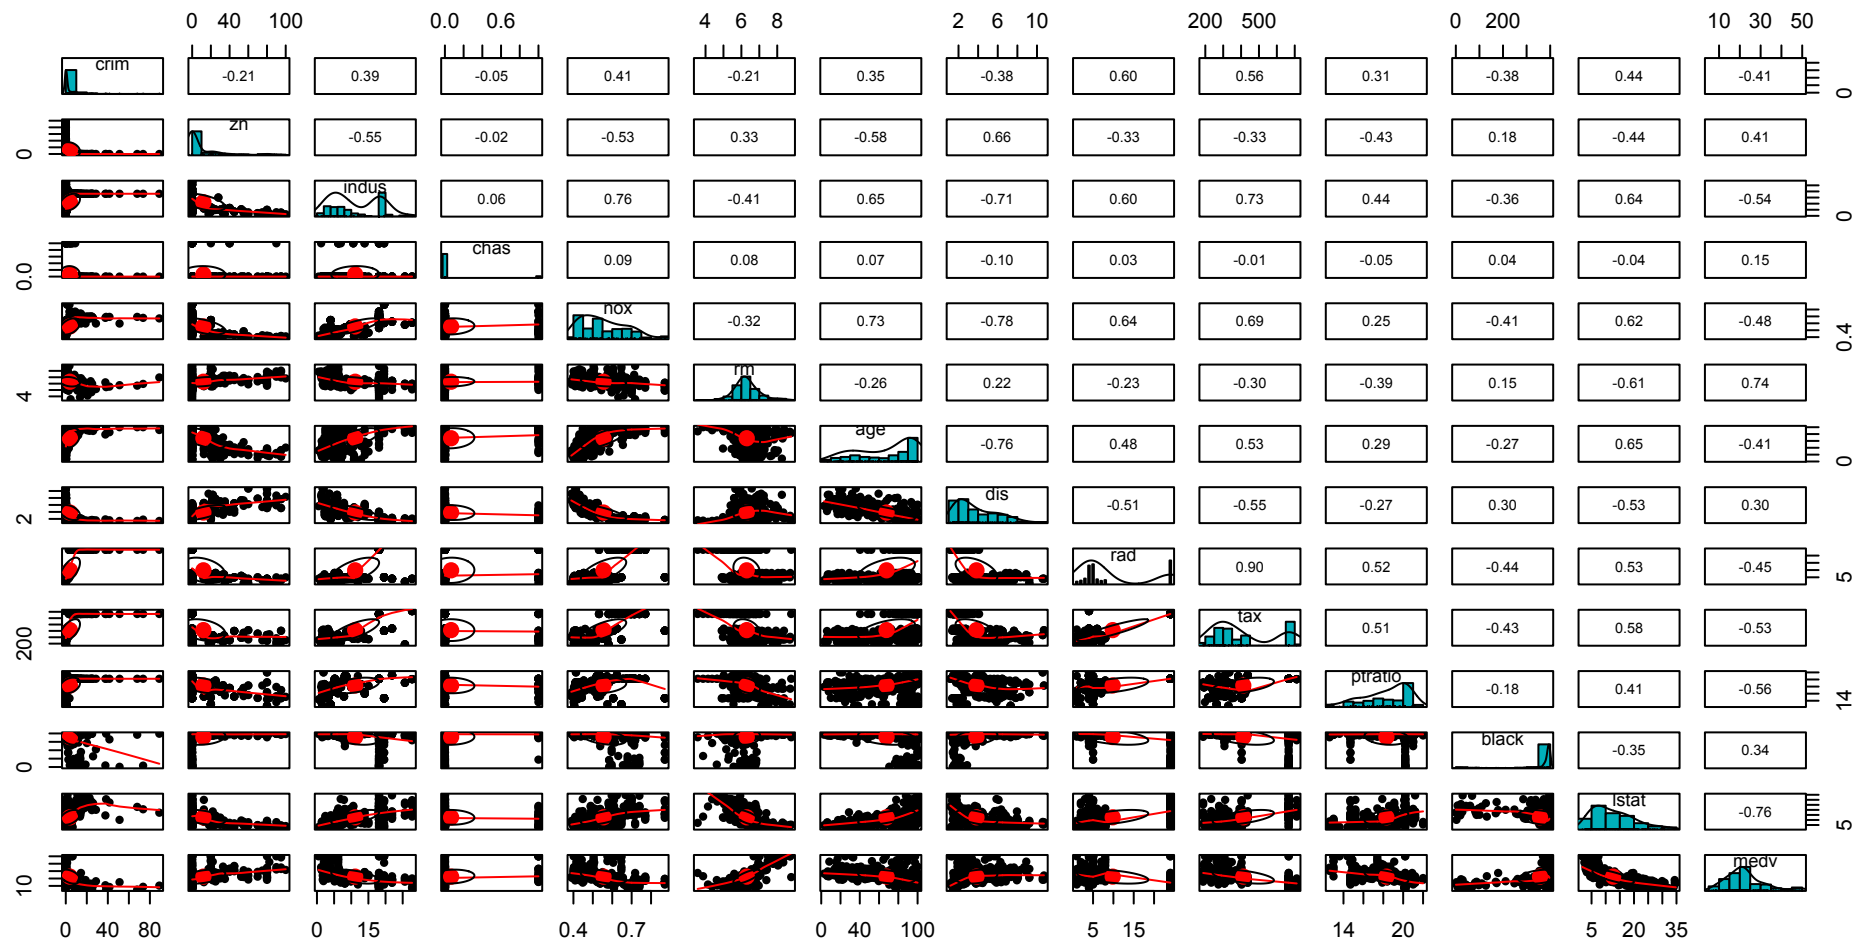 0 40 100 0.0 0.6 4 6 8 2 6 10 200 500 0 200 10 30 50
crim -0.21 0.39 -0.05 0.41 -0.21 0.35 -0.38 0.60 0.56 0.31 -0.38 0.44 -0.41 0
0 zn -0.55 -0.02 -0.53 0.33 -0.58 0.66 -0.33 -0.33 -0.43 0.18 -0.44 0.41
indus 0.06 0.76 -0.41 0.65 -0.71 0.60 0.73 0.44 -0.36 0.64 -0.54 0
0.0 chas 0.09 0.08 0.07 -0.10 0.03 -0.01 -0.05 0.04 -0.04 0.15
nox -0.32 0.73 -0.78 0.64 0.69 0.25 -0.41 0.62 -0.48 0.4
4 rm -0.26 0.22 -0.23 -0.30 -0.39 0.15 -0.61 0.74
age -0.76 0.48 0.53 0.29 -0.27 0.65 -0.41 0
2 dis -0.51 -0.55 -0.27 0.30 -0.53 0.30
rad 0.90 0.52 -0.44 0.53 -0.45 5
200 tax 0.51 -0.43 0.58 -0.53
ptratio -0.18 0.41 -0.56 14
0 black -0.35 0.34
lstat -0.76 5
10 medv
0 40 80 0 15 0.4 0.7 0 40 100 5 15 14 20 5 20 35